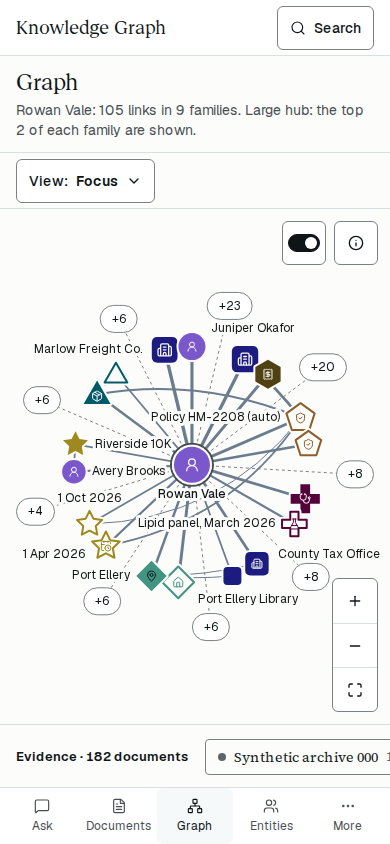 Knowledge Graph
Search
Graph
Rowan Vale: 105 links in 9 families. Large hub: the top
2 of each family are shown.
View: Focus
+6
+23
Juniper Okafor
Marlow Freight Co.
+20
+6
Policy HM-2208 (auto)
Riverside 10K
Avery Brooks
+8
Rowan Vale
1 Oct 2026
+4
Lipid panel, March 2026
1 Apr 2026
County Tax Office
Port Ellery
+8
+6
Port Ellery Library
+6
Evidence · 182 documents
Synthetic archive 000
Ask
Documents
Graph
Entities
More